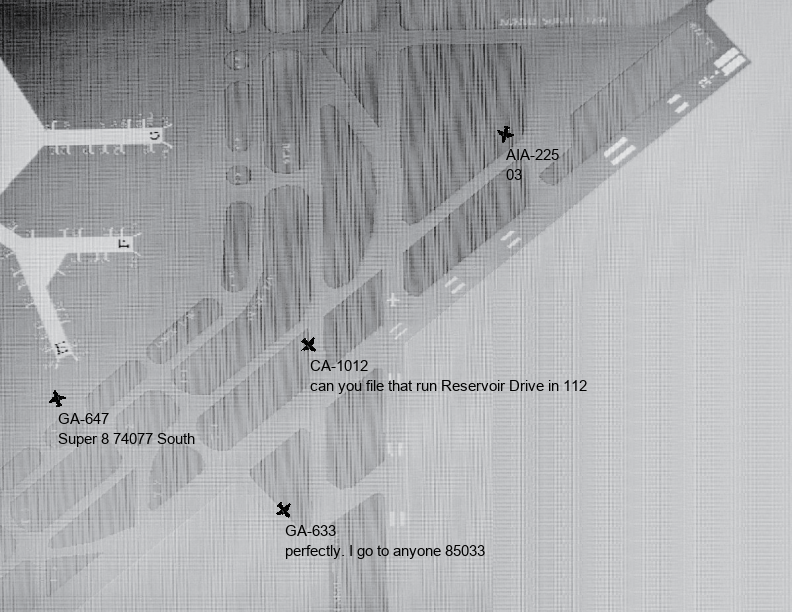 G
F
AIA-225
03
CA-1012
can you file that run Reservoir Drive in 112
GA-647
Super 8 74077 South
GA-633
perfectly. I go to anyone 85033